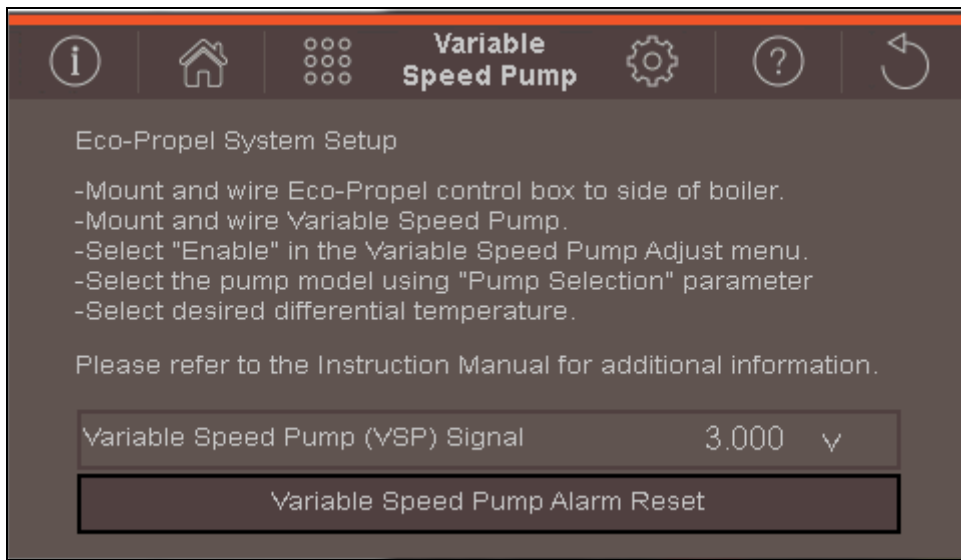 Variable
Speed Pump
Eco-Propel System Setup
-Mount and wire Eco-Propel control box to side of boiler.
-Mount and wire Variable Speed Pump.
-Select "Enable" in the Variable Speed Pump Adjust menu.
-Select the pump model using "Pump Selection" parameter
-Select desired differential temperature.
Please refer to the Instruction Manual for additional information.
Variable Speed Pump (VSP) Signal 3.000 v
Variable Speed Pump Alarm Reset